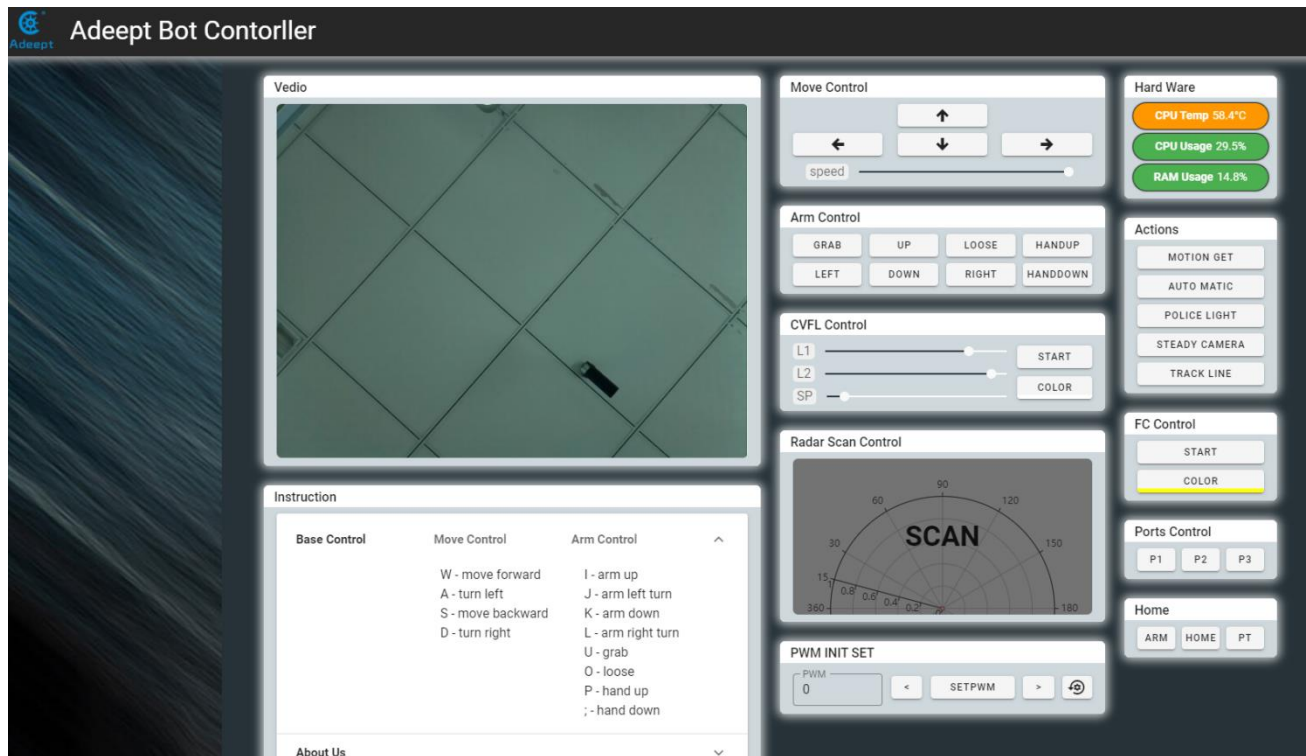 Adeept
Adeept Bot Contorller
Vedio
Instruction
Base Control
Move Control
W - move forward
A - turn left
S - move backward
D - turn right
Arm Control
I - arm up
J - arm left turn
K - arm down
L - arm right turn
U - grab
O - loose
P - hand up
; - hand down
About Us
Move Control
speed
Arm Control
GRAB UP LOOSE HANDUP
LEFT DOWN RIGHT HANDDOWN
CVFL Control
L1
START
L2
COLOR
SP
Radar Scan Control
90
60 120
SCAN
30 150
15
0.8 0.6 0.4 0.2
360 180
PWM INIT SET
PWM
0 < SETPWM >
Hard Ware
CPU Temp 58.4°C
CPU Usage 29.5%
RAM Usage 14.8%
Actions
MOTION GET
AUTO MATIC
POLICE LIGHT
STEADY CAMERA
TRACK LINE
FC Control
START
COLOR
Ports Control
P1 P2 P3
Home
ARM HOME PT